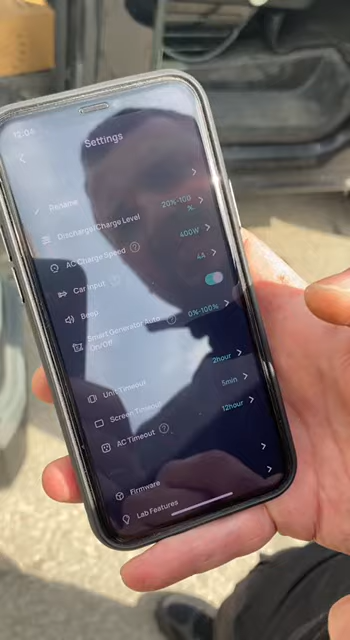 12:04
Settings
Rename
Discharge/Charge Level
20%-100
%
AC Charge Speed ?
400W
Car Input
Beep
Smart Generator Auto ?
On/Off
0%-100%
Unit Timeout
2hour
Screen Timeout
5min
AC Timeout ?
12hour
Firmware
Lab Features